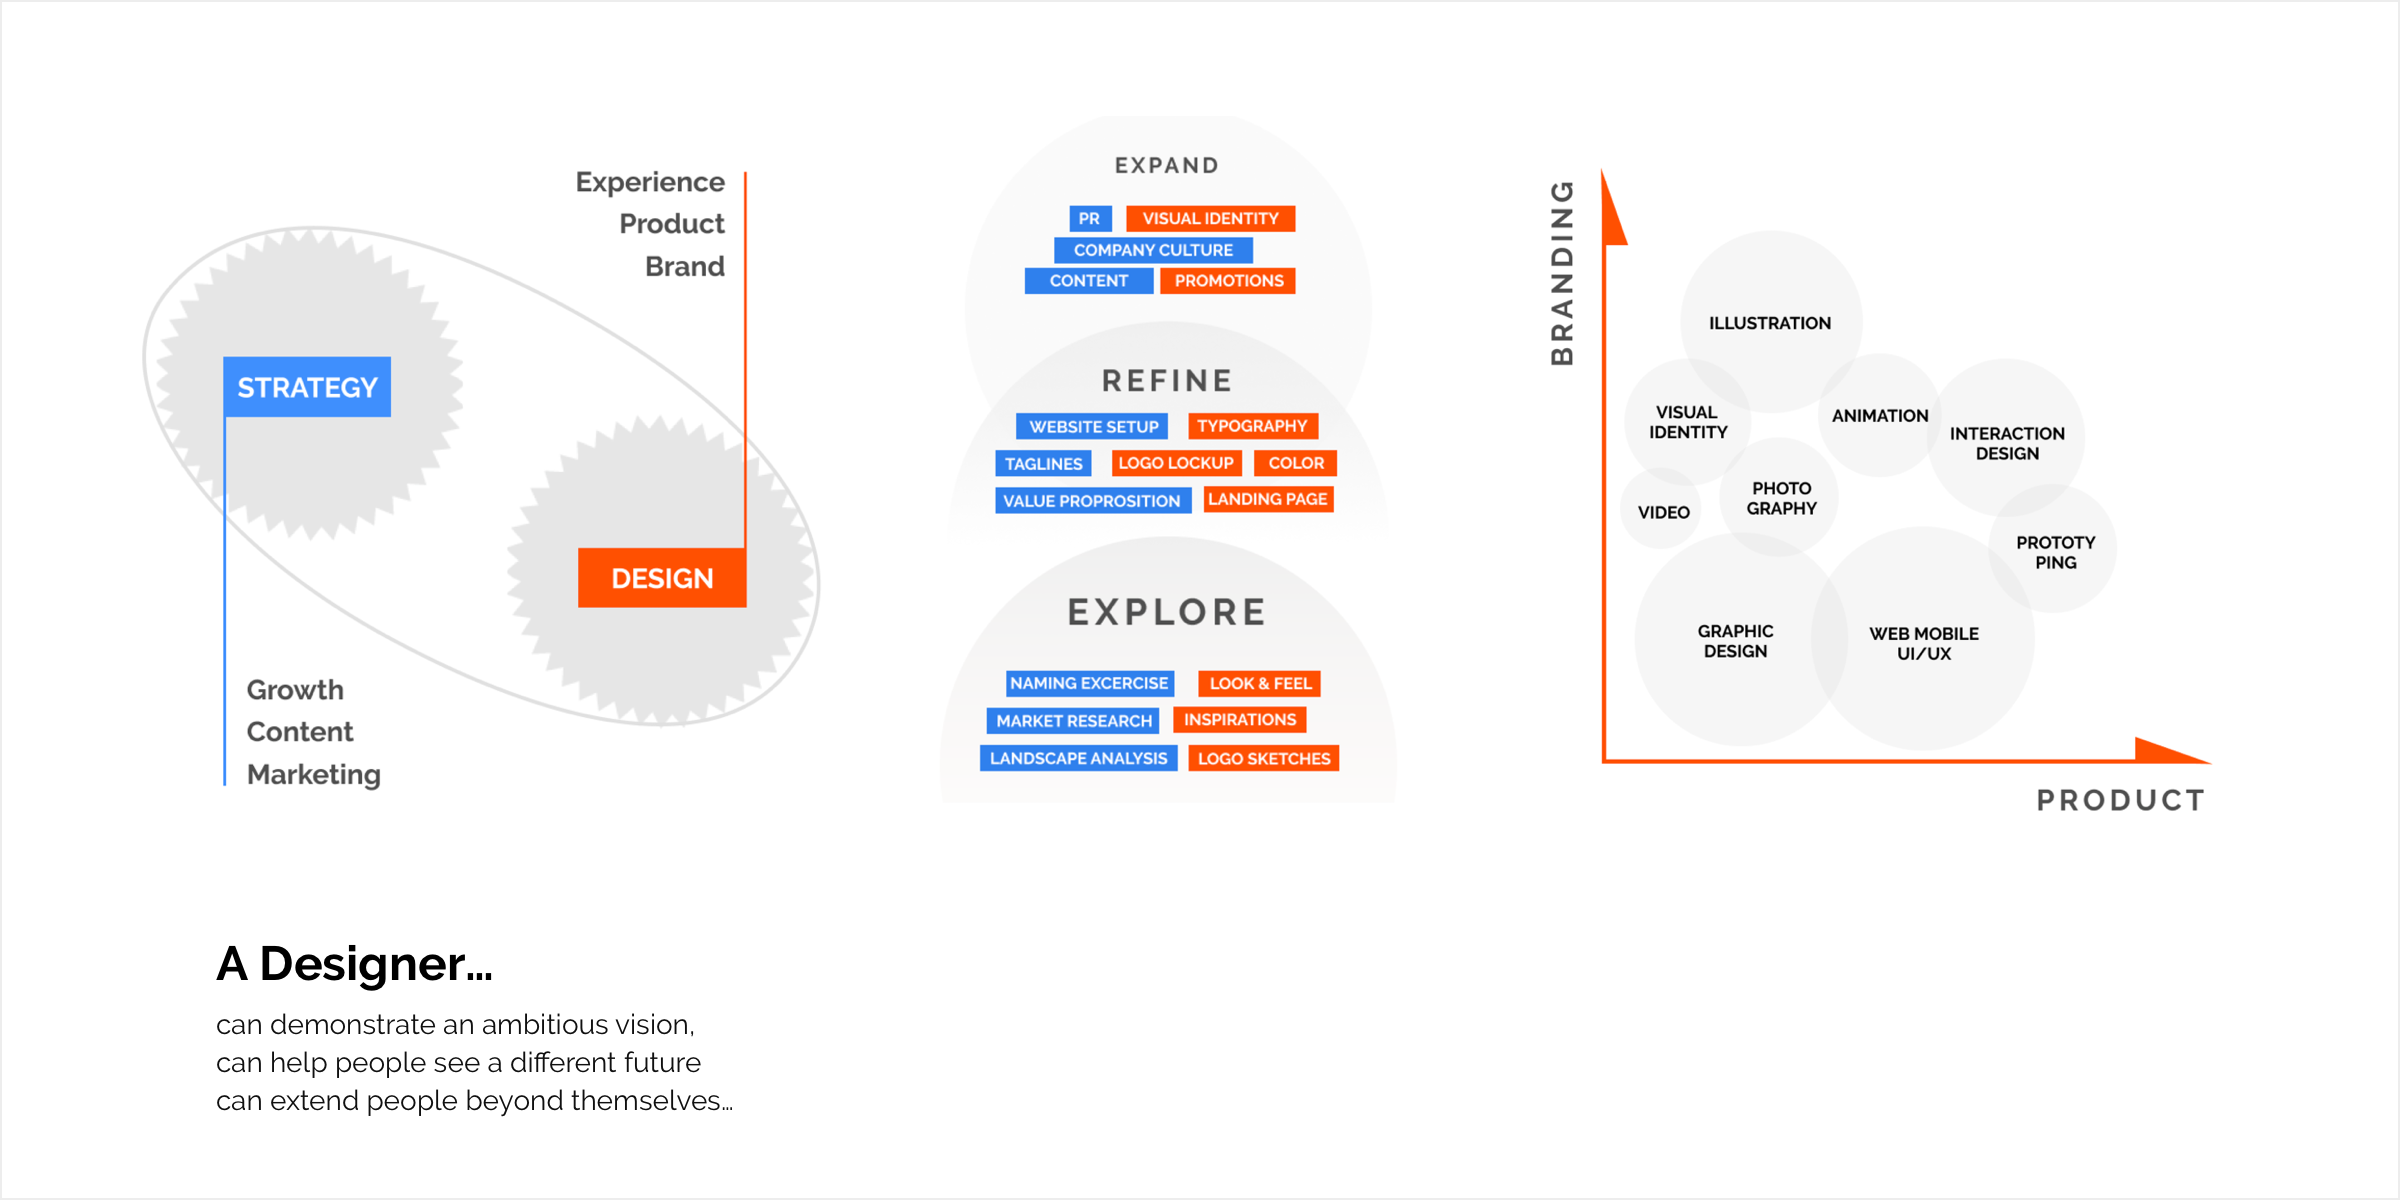 Experience
Product
Brand
STRATEGY
DESIGN
Growth
Content
Marketing
EXPAND
PR VISUAL IDENTITY
COMPANY CULTURE
CONTENT PROMOTIONS
REFINE
WEBSITE SETUP TYPOGRAPHY
TAGLINES LOGO LOCKUP COLOR
VALUE PROPROSITION LANDING PAGE
EXPLORE
NAMING EXCERCISE LOOK & FEEL
MARKET RESEARCH INSPIRATIONS
LANDSCAPE ANALYSIS LOGO SKETCHES
BRANDING
ILLUSTRATION
VISUAL
IDENTITY
ANIMATION
INTERACTION
DESIGN
VIDEO
PHOTO
GRAPHY
PROTOTY
PING
GRAPHIC
DESIGN
WEB MOBILE
UI/UX
PRODUCT
A Designer...
can demonstrate an ambitious vision,
can help people see a different future
can extend people beyond themselves...